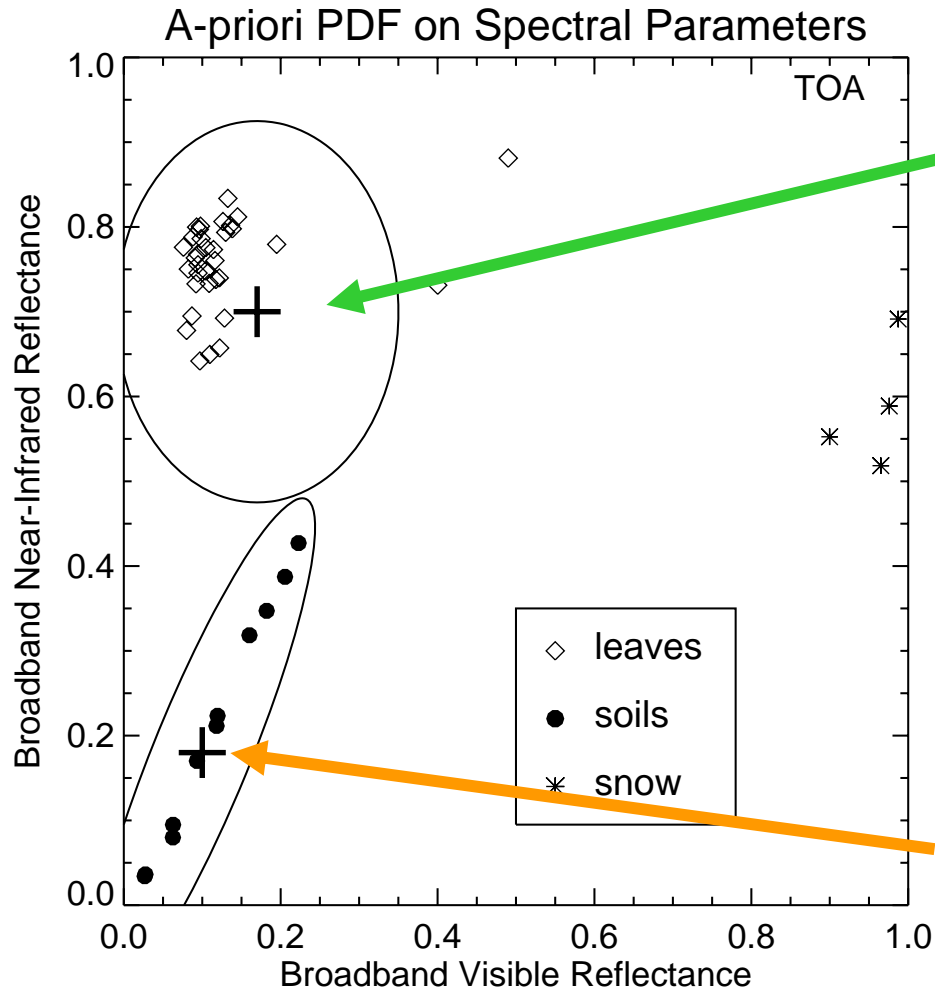 A-priori PDF on Spectral Parameters
TOA
1.0
0.8
0.6
0.4
0.2
0.0
Broadband Near-Infrared Reflectance
leaves
soils
snow
0.0 0.2 0.4 0.6 0.8 1.0
Broadband Visible Reflectance